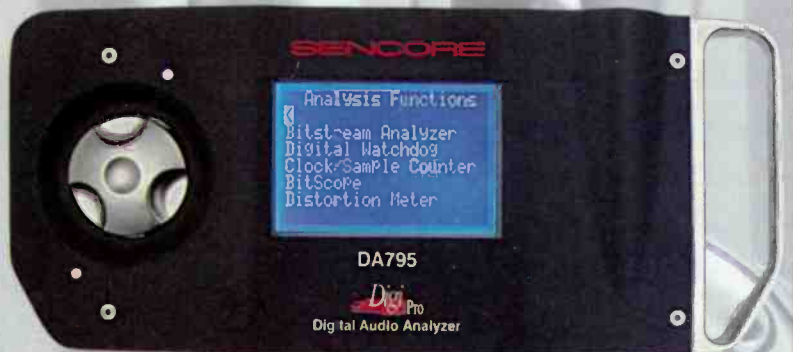 SENCORE
Analysis Functions
<
Bitstream Analyzer
Digital Watchdog
Clock/Sample Counter
BitScope
Distortion Meter
DA795
Digi Pro
Digital Audio Analyzer